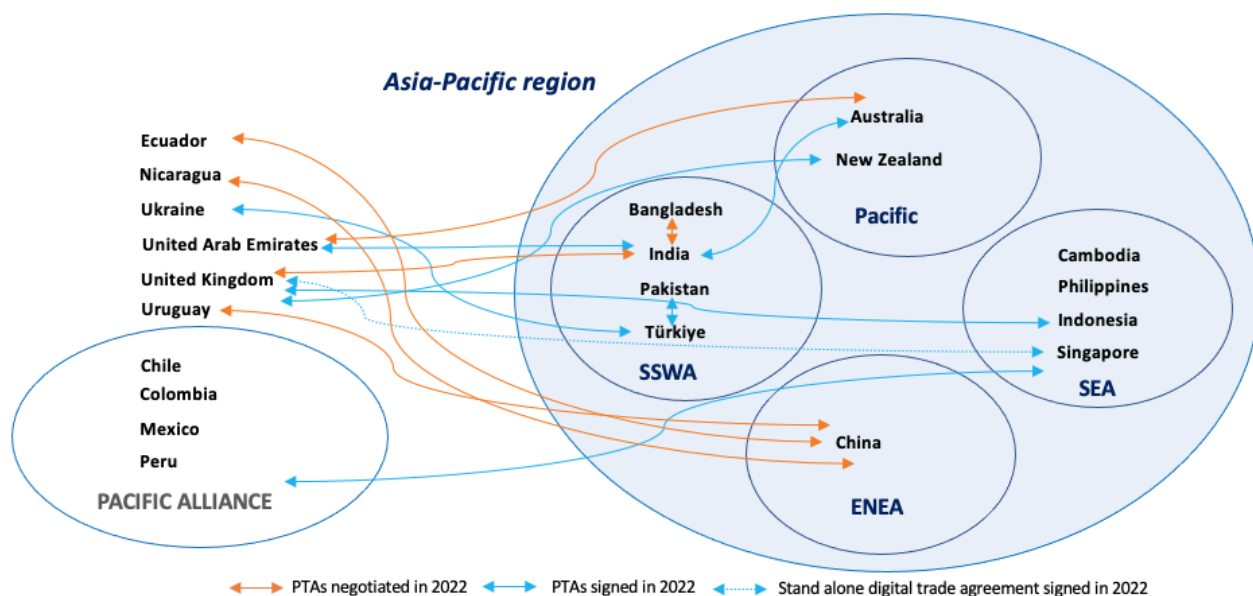 Asia-Pacific region
Ecuador
Nicaragua
Ukraine
United Arab Emirates
United Kingdom
Uruguay
Chile
Colombia
Mexico
Peru
PACIFIC ALLIANCE
Australia
New Zealand
Pacific
Bangladesh
India
Pakistan
Türkiye
SSWA
Cambodia
Philippines
Indonesia
Singapore
SEA
China
ENEA
PTAs negotiated in 2022
PTAs signed in 2022
Stand alone digital trade agreement signed in 2022